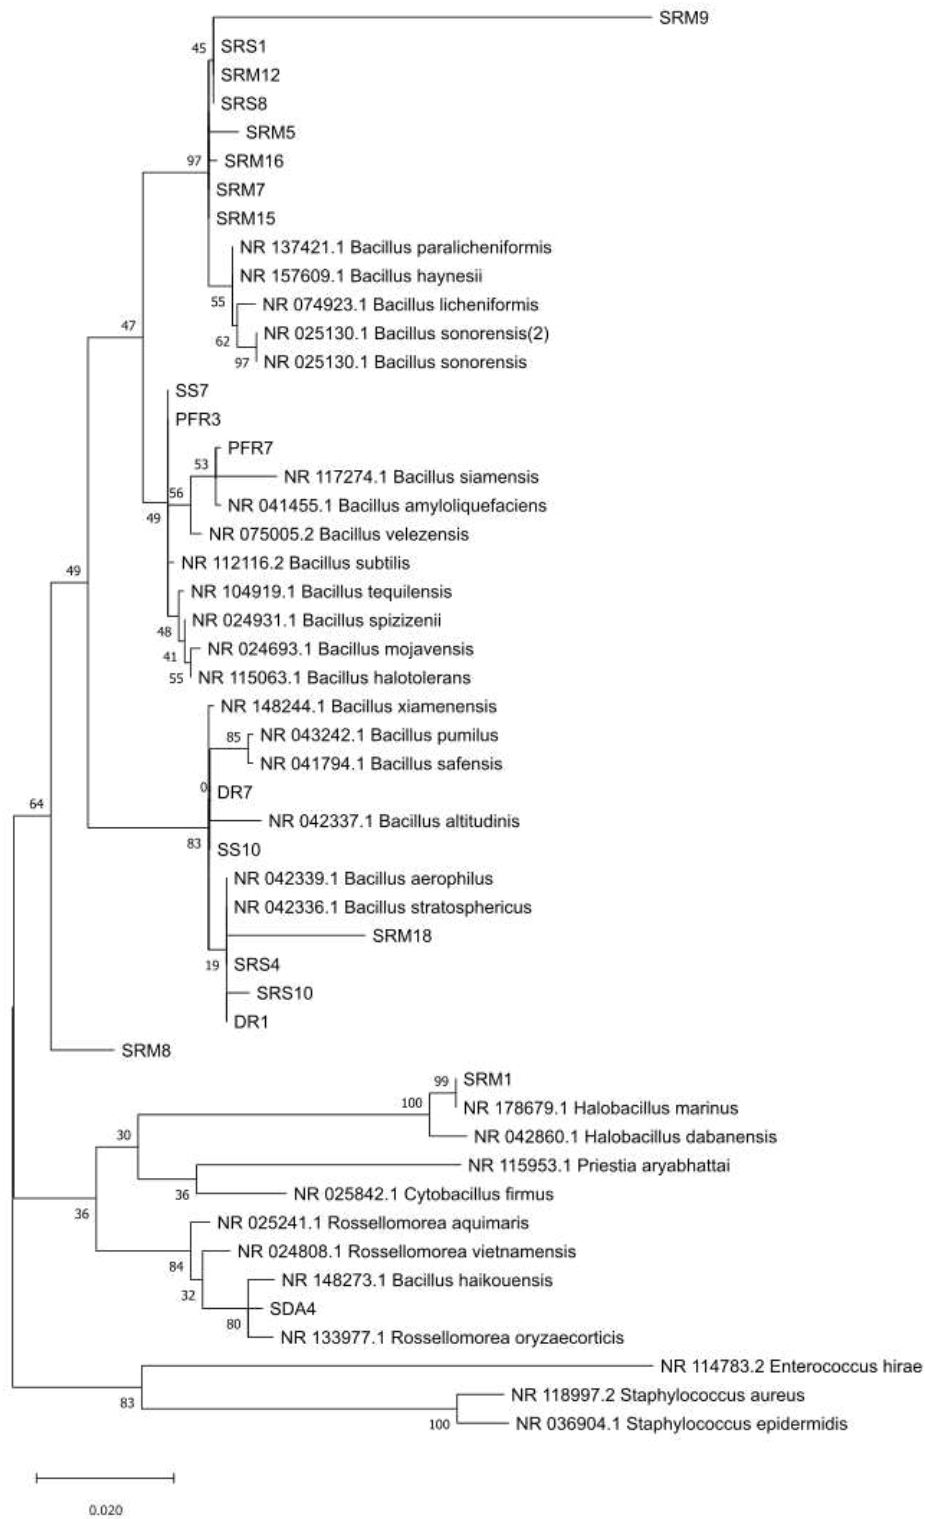 SRM9
45
SRS1
SRM12
SRS8
SRM5
97
SRM16
SRM7
SRM15
NR 137421.1 Bacillus paralicheniformis
NR 157609.1 Bacillus haynesii
55
NR 074923.1 Bacillus licheniformis
47
NR 025130.1 Bacillus sonorensis(2)
62
97
NR 025130.1 Bacillus sonorensis
SS7
PFR3
PFR7
53
NR 117274.1 Bacillus siamensis
56
NR 041455.1 Bacillus amyloliquefaciens
49
NR 075005.2 Bacillus velezensis
NR 112116.2 Bacillus subtilis
49
NR 104919.1 Bacillus tequilensis
NR 024931.1 Bacillus spizizenii
48
NR 024693.1 Bacillus mojavensis
41
55
NR 115063.1 Bacillus halotolerans
NR 148244.1 Bacillus xiamenensis
85
NR 043242.1 Bacillus pumilus
NR 041794.1 Bacillus safensis
0
DR7
64
NR 042337.1 Bacillus altitudinis
83
SS10
NR 042339.1 Bacillus aerophilus
NR 042336.1 Bacillus stratosphericus
SRM18
19
SRS4
SRS10
DR1
SRM8
99
SRM1
100
NR 178679.1 Halobacillus marinus
30
NR 042860.1 Halobacillus dabanensis
NR 115953.1 Priestia aryabhattai
36
NR 025842.1 Cytobacillus firmus
36
NR 025241.1 Rossellomorea aquimaris
NR 024808.1 Rossellomorea vietnamensis
84
NR 148273.1 Bacillus haikouensis
32
SDA4
80
NR 133977.1 Rossellomorea oryzaecorticis
NR 114783.2 Enterococcus hirae
83
NR 118997.2 Staphylococcus aureus
100
NR 036904.1 Staphylococcus epidermidis
0.020